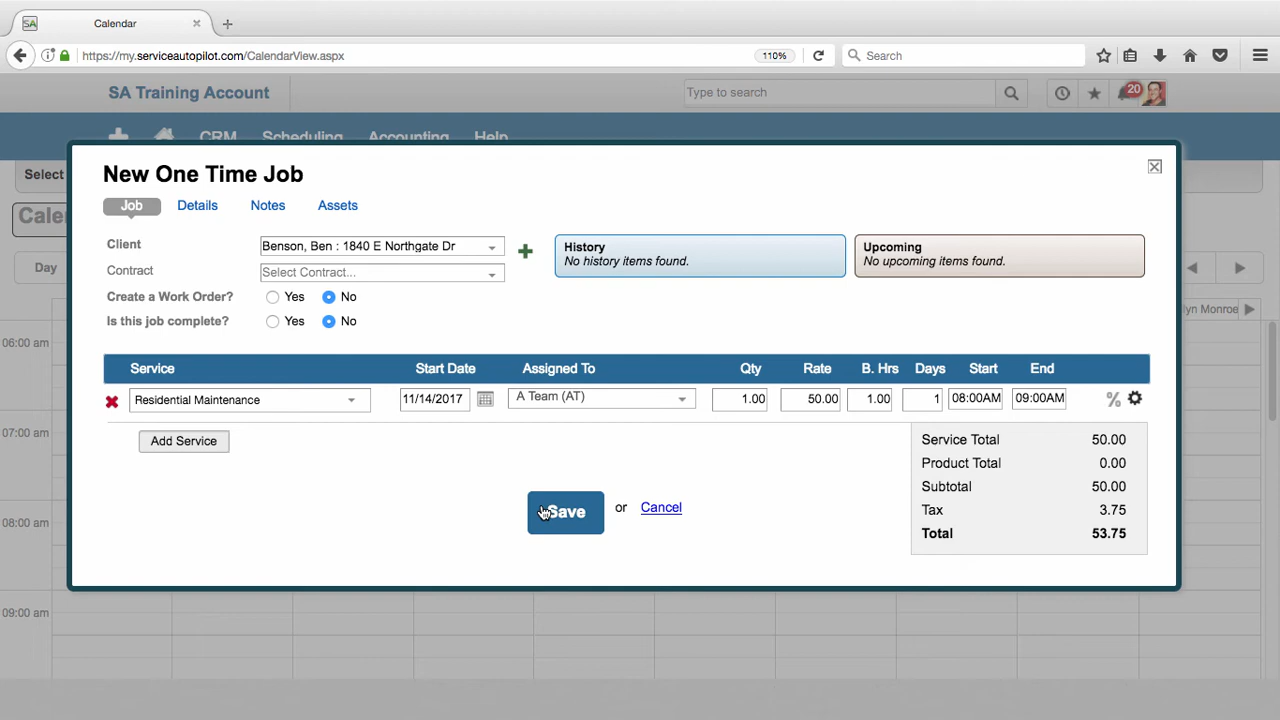 SA Calendar
https://my.serviceautopilot.com/CalendarView.aspx 110% Search
SA Training Account Type to search 20
CRM Scheduling Accounting Help
Select
New One Time Job
Job Details Notes Assets
Client Benson, Ben : 1840 E Northgate Dr
Contract Select Contract...
Create a Work Order? Yes No
Is this job complete? Yes No
History
No history items found.
Upcoming
No upcoming items found.
Day
lyn Monroe
Service Start Date Assigned To Qty Rate B. Hrs Days Start End
Residential Maintenance 11/14/2017 A Team (AT) 1.00 50.00 1.00 1 08:00AM 09:00AM %
Add Service
Service Total 50.00
Product Total 0.00
Subtotal 50.00
Tax 3.75
Total 53.75
Save or Cancel
06:00 am
07:00 am
08:00 am
09:00 am